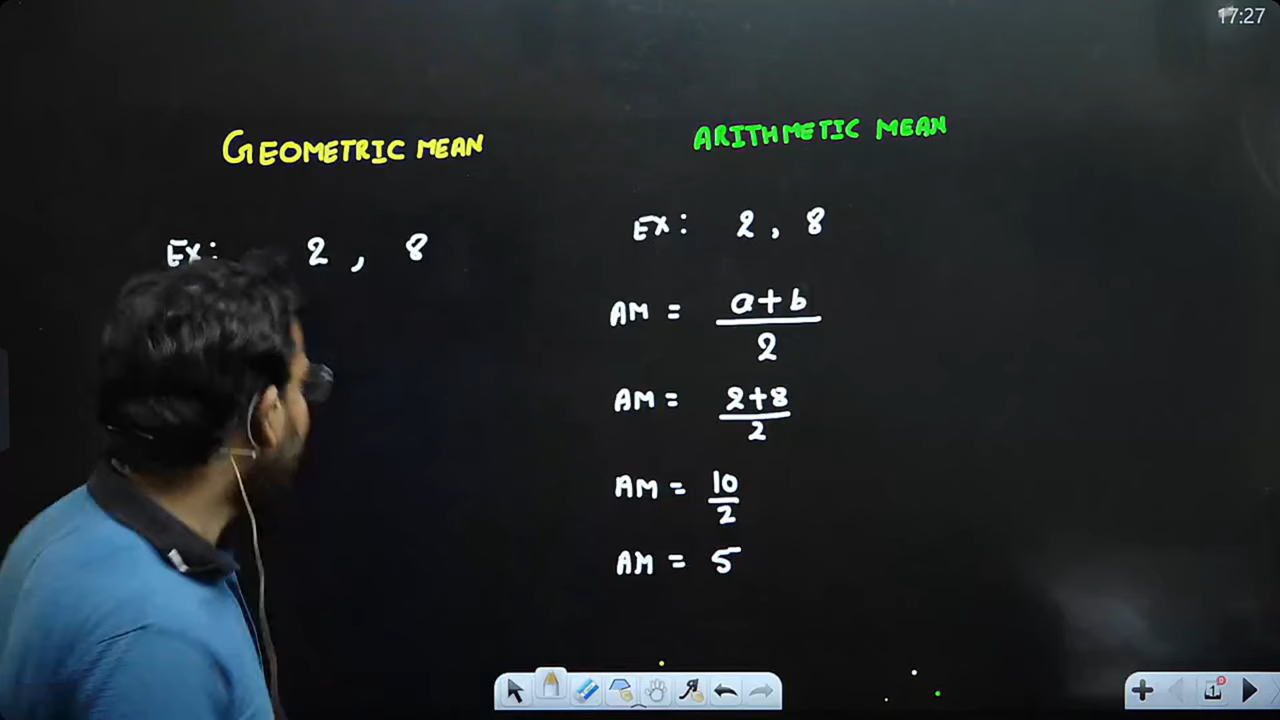 17:27
GEOMETRIC MEAN
EX: 2 , 8
ARITHMETIC MEAN
EX: 2, 8
AM = a+b/2
AM = 2+8/2
AM = 10/2
AM = 5
1